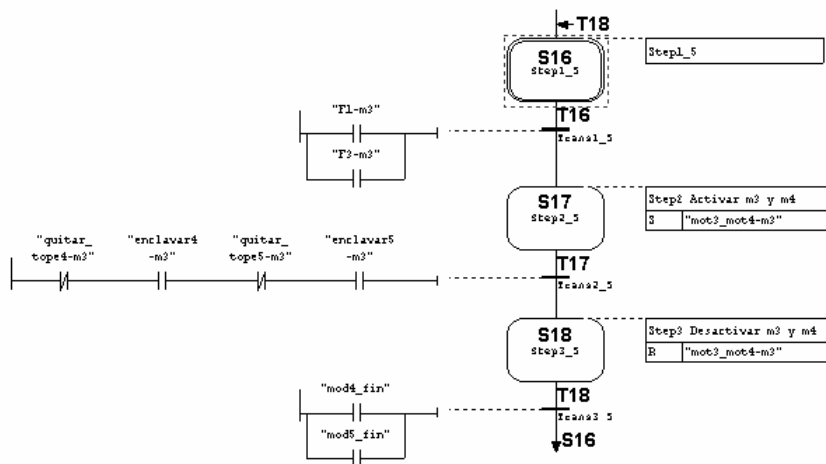 T18
S16
Step1_5
Step1_5
"F1-m3"
T16
Trans1_5
"F3-m3"
S17
Step2_5
Step2 Activar m3 y m4
S "mot3_mot4-m3"
"quitar_ "enclavar4 "quitar_ "enclavar5
tope4-m3" -m3" tope5-m3" -m3"
T17
Trans2_5
S18
Step3_5
Step3 Desactivar m3 y m4
R "mot3_mot4-m3"
"mod4_fin"
T18
Trans3_5
"mod5_fin"
S16